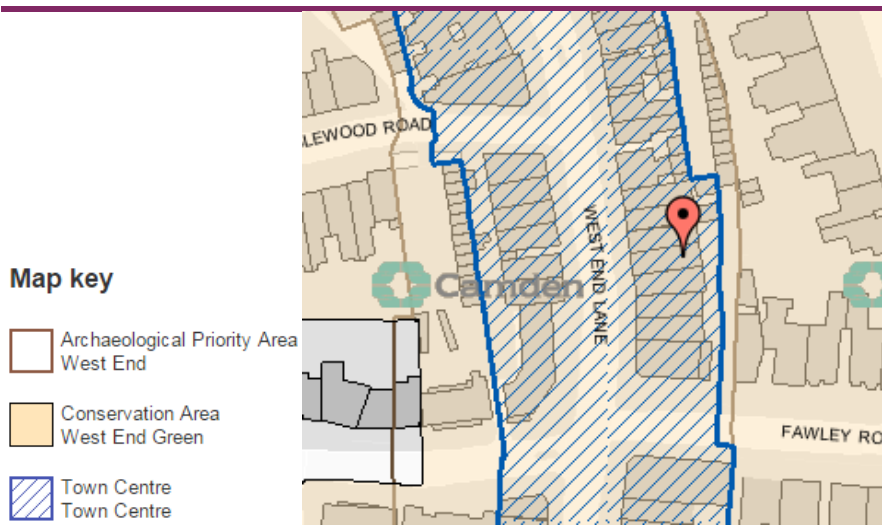 Map key
Archaeological Priority Area
West End
Conservation Area
West End Green
Town Centre
Town Centre
LEWOOD ROAD
WEST END LANE
Camden
FAWLEY RO